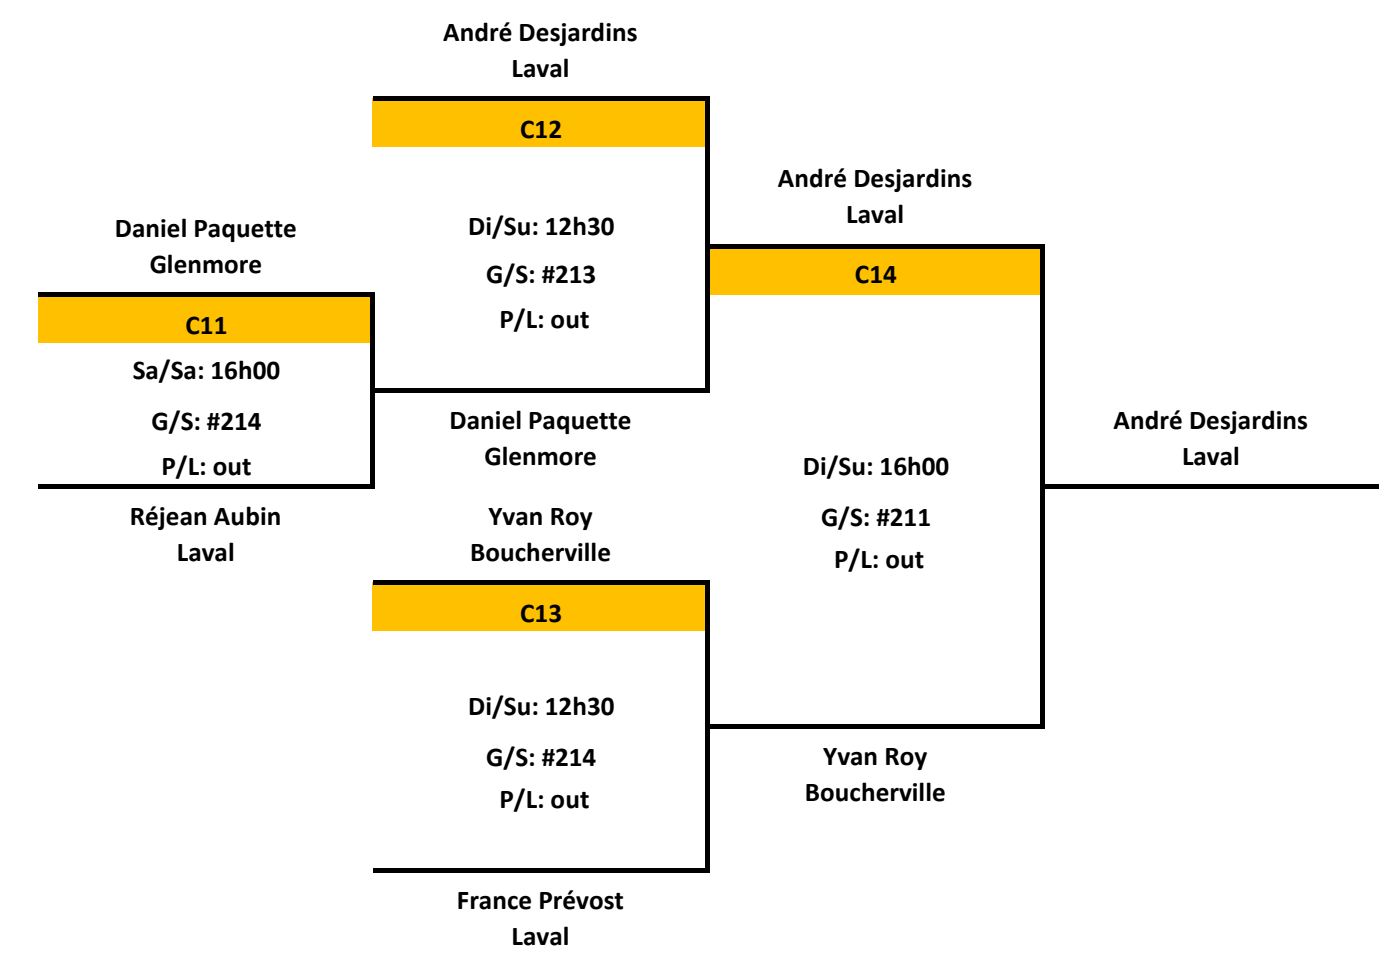 André Desjardins
Laval
C12
Di/Su: 12h30
G/S: #213
P/L: out
Daniel Paquette
Glenmore
C11
Sa/Sa: 16h00
G/S: #214
P/L: out
Réjean Aubin
Laval
Daniel Paquette
Glenmore
Yvan Roy
Boucherville
C13
Di/Su: 12h30
G/S: #214
P/L: out
France Prévost
Laval
André Desjardins
Laval
C14
Di/Su: 16h00
G/S: #211
P/L: out
Yvan Roy
Boucherville
André Desjardins
Laval